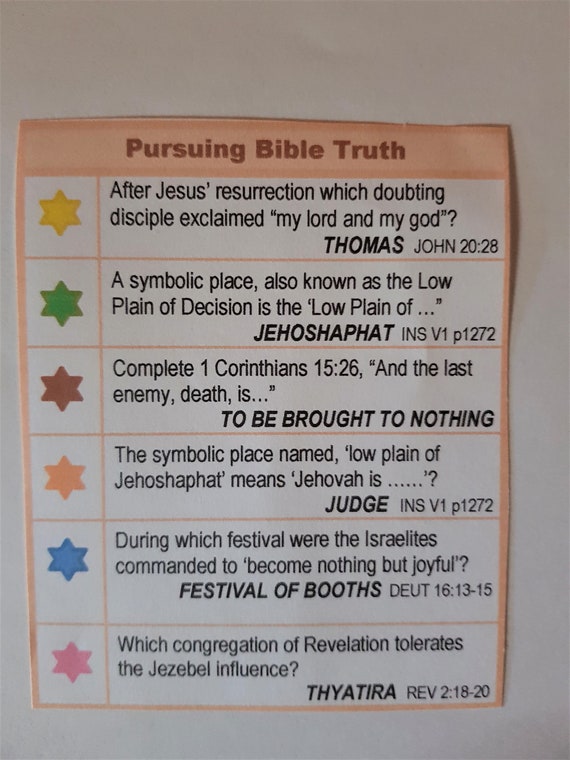 Pursuing Bible Truth
After Jesus' resurrection which doubting
disciple exclaimed "my lord and my god"?
THOMAS JOHN 20:28
A symbolic place, also known as the Low
Plain of Decision is the 'Low Plain of ..."
JEHOSHAPHAT INS V1 p1272
Complete 1 Corinthians 15:26, "And the last
enemy, death, is..."
TO BE BROUGHT TO NOTHING
The symbolic place named, 'low plain of
Jehoshaphat' means 'Jehovah is ......'?
JUDGE INS V1 p1272
During which festival were the Israelites
commanded to 'become nothing but joyful'?
FESTIVAL OF BOOTHS DEUT 16:13-15
Which congregation of Revelation tolerates
the Jezebel influence?
THYATIRA REV 2:18-20